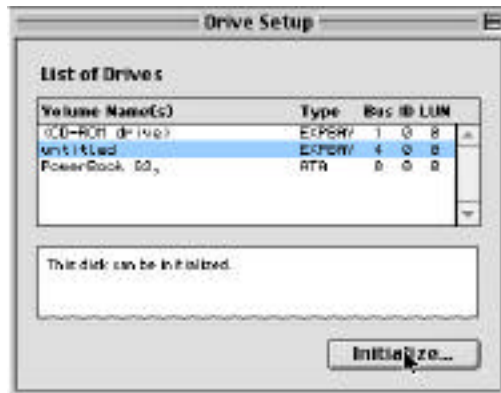 Drive Setup
List of Drives
Volume Name(s) Type Bus ID LUN
<CD-ROM drive> EXPBAY 1 0 0
untitled EXPBAY 4 0 0
PowerBook G3, ATA 0 0 0
This disk can be initialized.
Initialize...